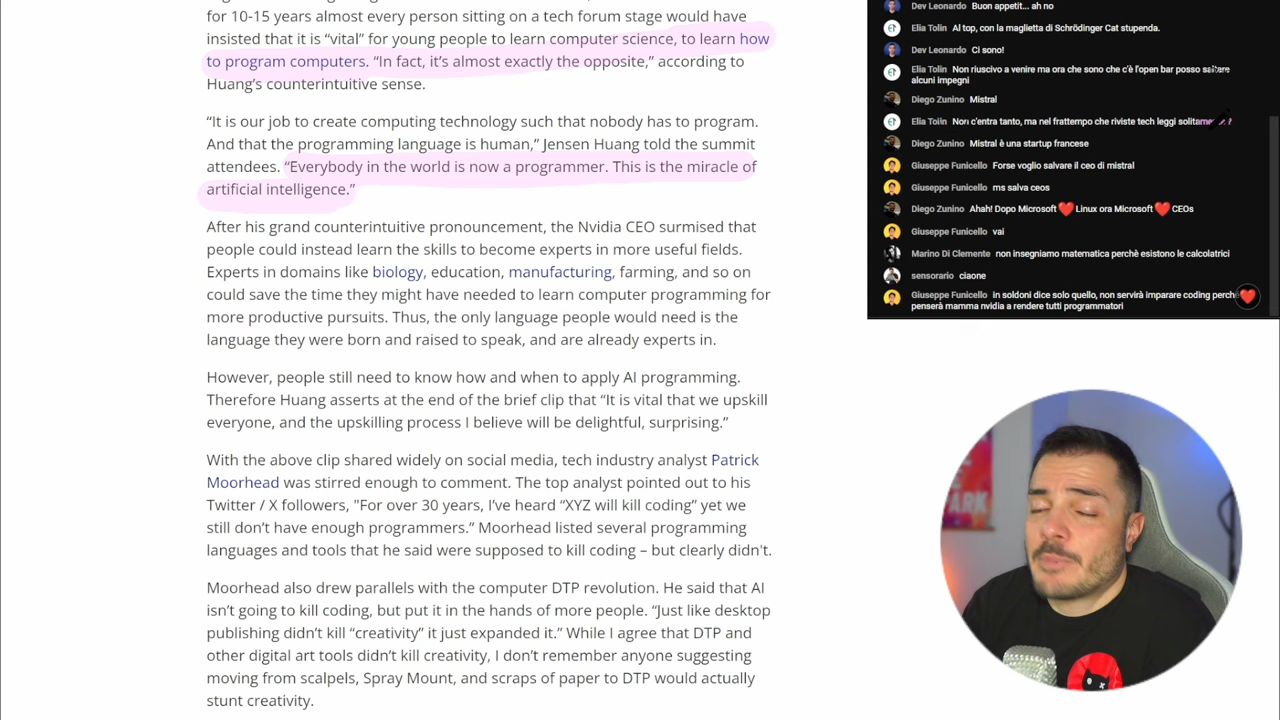 for 10-15 years almost every person sitting on a tech forum stage would have
insisted that it is vital for young people to learn computer science, to learn how
to program computers. “In fact, it’s almost exactly the opposite,” according to
Huang’s counterintuitive sense.
“It is our job to create computing technology such that nobody has to program.
And that the programming language is human,” Jensen Huang told the summit
attendees. “Everybody in the world is now a programmer. This is the miracle of
artificial intelligence.”
After his grand counterintuitive pronouncement, the Nvidia CEO surmised that
people could instead learn the skills to become experts in more useful fields.
Experts in domains like biology, education, manufacturing, farming, and so on
could save the time they might have needed to learn computer programming for
more productive pursuits. Thus, the only language people would need is the
language they were born and raised to speak, and are already experts in.
However, people still need to know how and when to apply AI programming.
Therefore Huang asserts at the end of the brief clip that “It is vital that we upskill
everyone, and the upskilling process I believe will be delightful, surprising.”
With the above clip shared widely on social media, tech industry analyst Patrick
Moorhead was stirred enough to comment. The top analyst pointed out to his
Twitter / X followers, "For over 30 years, I’ve heard “XYZ will kill coding” yet we
still don’t have enough programmers.” Moorhead listed several programming
languages and tools that he said were supposed to kill coding – but clearly didn't.
Moorhead also drew parallels with the computer DTP revolution. He said that AI
isn’t going to kill coding, but put it in the hands of more people. “Just like desktop
publishing didn’t kill “creativity” it just expanded it.” While I agree that DTP and
other digital art tools didn’t kill creativity, I don’t remember anyone suggesting
moving from scalpels, Spray Mount, and scraps of paper to DTP would actually
stunt creativity.
Dev Leonardo Buon appetit... ah no
Elia Tolin Al top, con la maglietta di Schrödinger Cat stupenda.
Dev Leonardo Ci sono!
Elia Tolin Non riuscivo a venire ma ora che sono che c'è l'open bar posso saltare
alcuni impegni
Diego Zunino Mistral
Elia Tolin Non c'entra tanto, ma nel frattempo che riviste tech leggi
Diego Zunino Mistral è una startup francese
Giuseppe Funicello Forse voglio salvare il ceo di mistral
Giuseppe Funicello ms salva ceos
Diego Zunino Ahah! Dopo Microsoft❤️Linux ora Microsoft❤️CEOs
Giuseppe Funicello vai
Marino Di Clemente non insegniamo matematica perchè esistono le calcolatrici
sensorario ciaone
Giuseppe Funicello in soldoni dice solo quello, non servirà imparare coding perchè
penserà mamma nvidia a rendere tutti programmatori